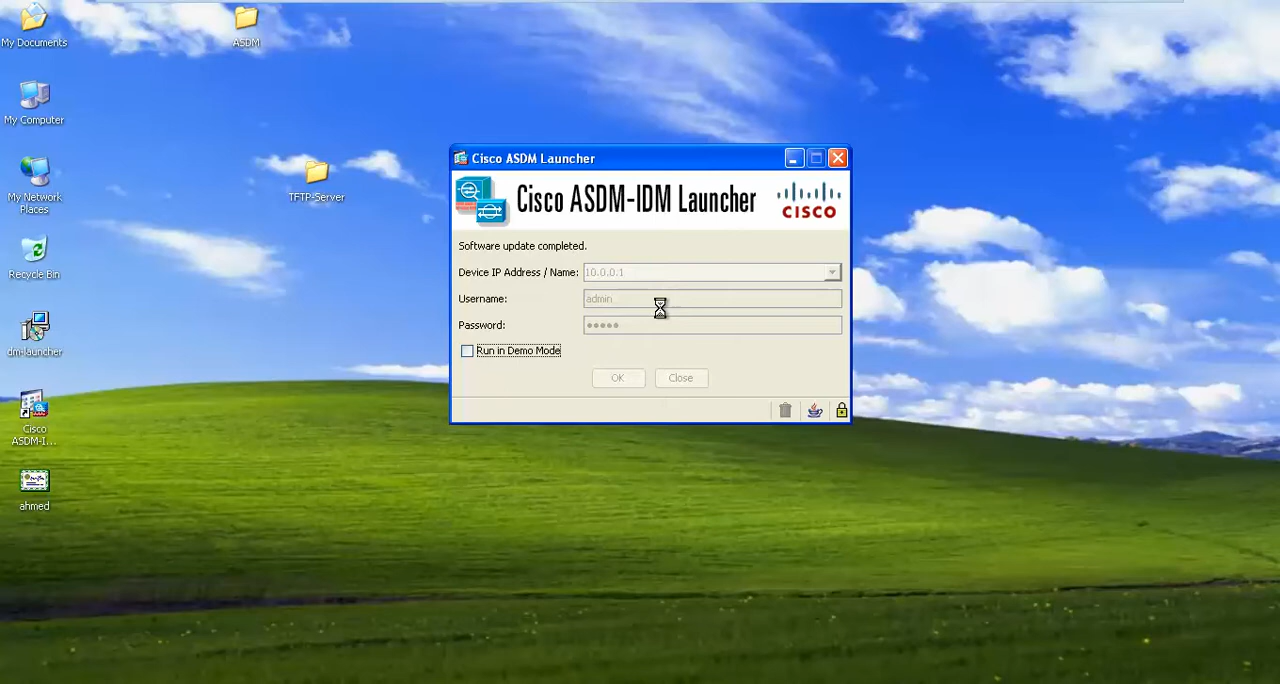 My Documents
ASDM
My Computer
My Network
Places
TFTP-Server
Recycle Bin
dm-launcher
Cisco
ASDM-I...
ahmed
Cisco ASDM Launcher
Cisco ASDM-IDM Launcher
CISCO
Software update completed.
Device IP Address / Name: 10.0.0.1
Username: admin
Password: •••••
Run in Demo Mode
OK Close